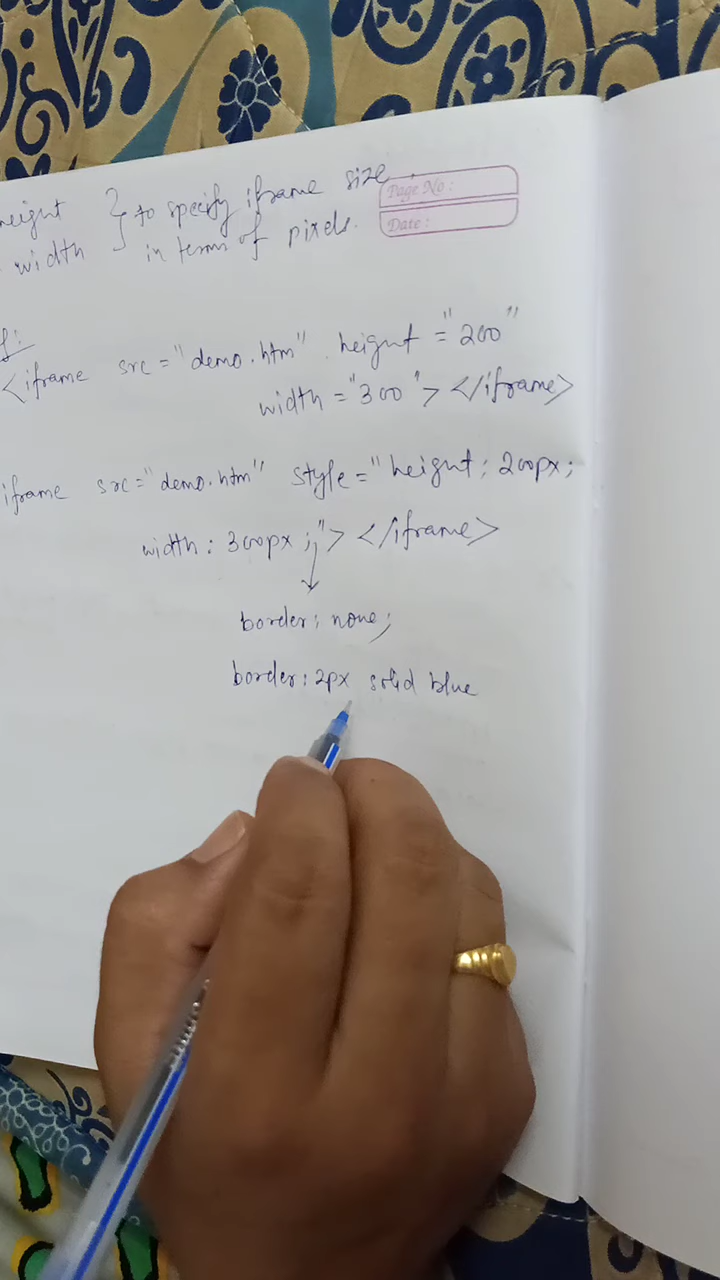 height } to specify iframe size
Page No :
width in terms of pixels.
Date :
<iframe src="demo.htm" height="200"
width="300"></iframe>
iframe src="demo.htm" style="height: 200px;
width: 300px;"></iframe>
border: none;
border: 2px solid blue